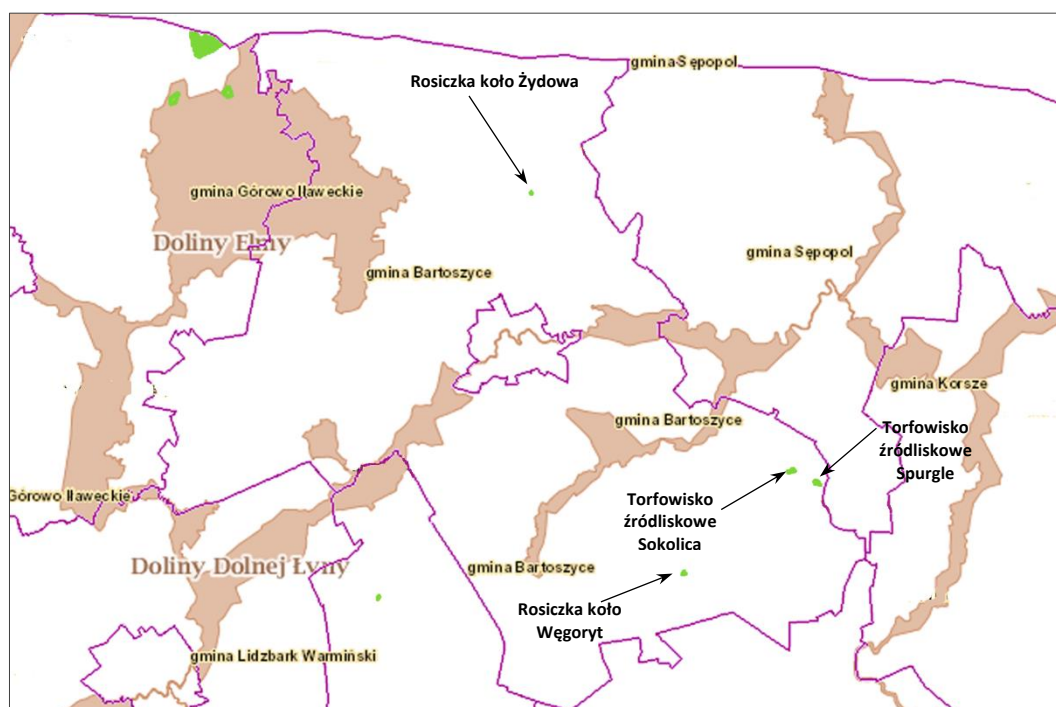 gmina Sępopol
Rosiczka koło Żydowa
gmina Górowo Iławeckie
Doliny Elmy
gmina Sępopol
gmina Bartoszyce
gmina Korsze
gmina Bartoszyce
Torfowisko
źródliskowe
Spurgle
Górowo Iławeckie
Torfowisko
źródliskowe
Sokolica
Doliny Dolnej Łyny
gmina Bartoszyce
Rosiczka koło
Węgoryt
gmina Lidzbark Warmiński